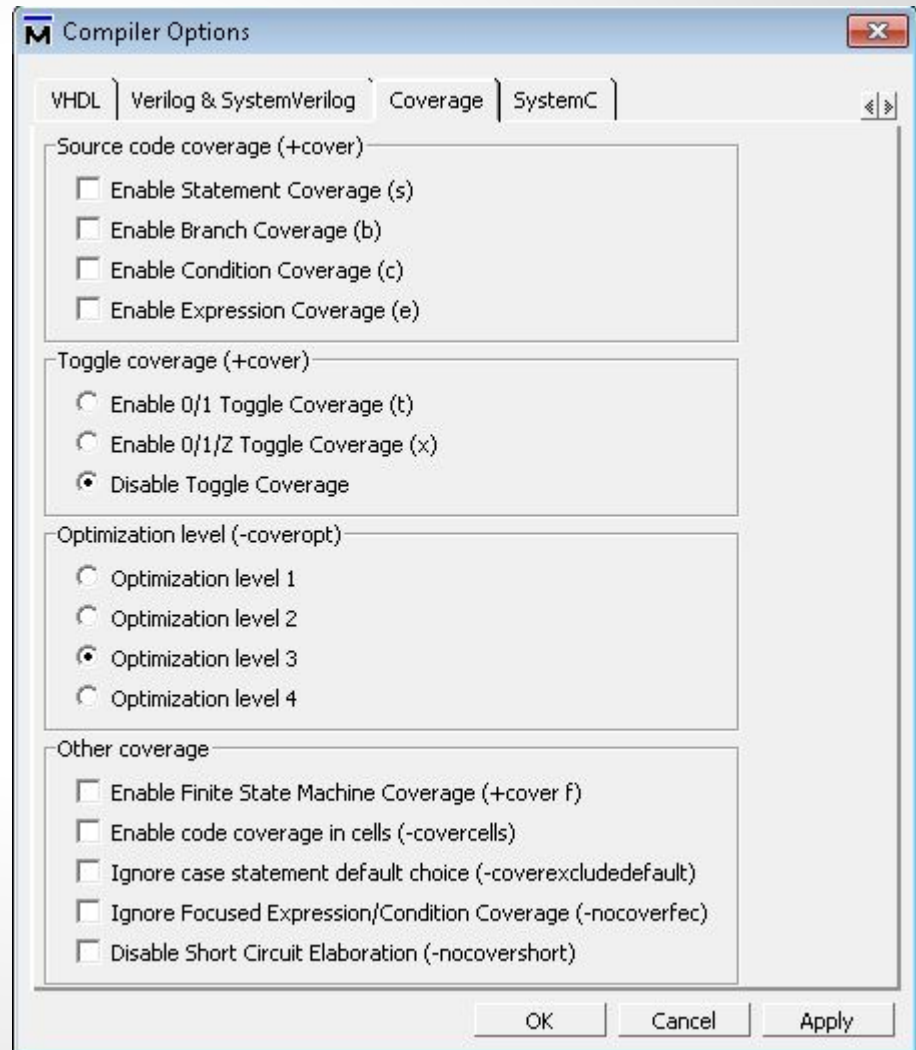 Compiler Options
VHDL Verilog & SystemVerilog Coverage SystemC
Source code coverage (+cover)
Enable Statement Coverage (s)
Enable Branch Coverage (b)
Enable Condition Coverage (c)
Enable Expression Coverage (e)
Toggle coverage (+cover)
Enable 0/1 Toggle Coverage (t)
Enable 0/1/Z Toggle Coverage (x)
Disable Toggle Coverage
Optimization level (-coveropt)
Optimization level 1
Optimization level 2
Optimization level 3
Optimization level 4
Other coverage
Enable Finite State Machine Coverage (+cover f)
Enable code coverage in cells (-covercells)
Ignore case statement default choice (-coverexcludedefault)
Ignore Focused Expression/Condition Coverage (-nocoverfec)
Disable Short Circuit Elaboration (-nocovershort)
OK Cancel Apply